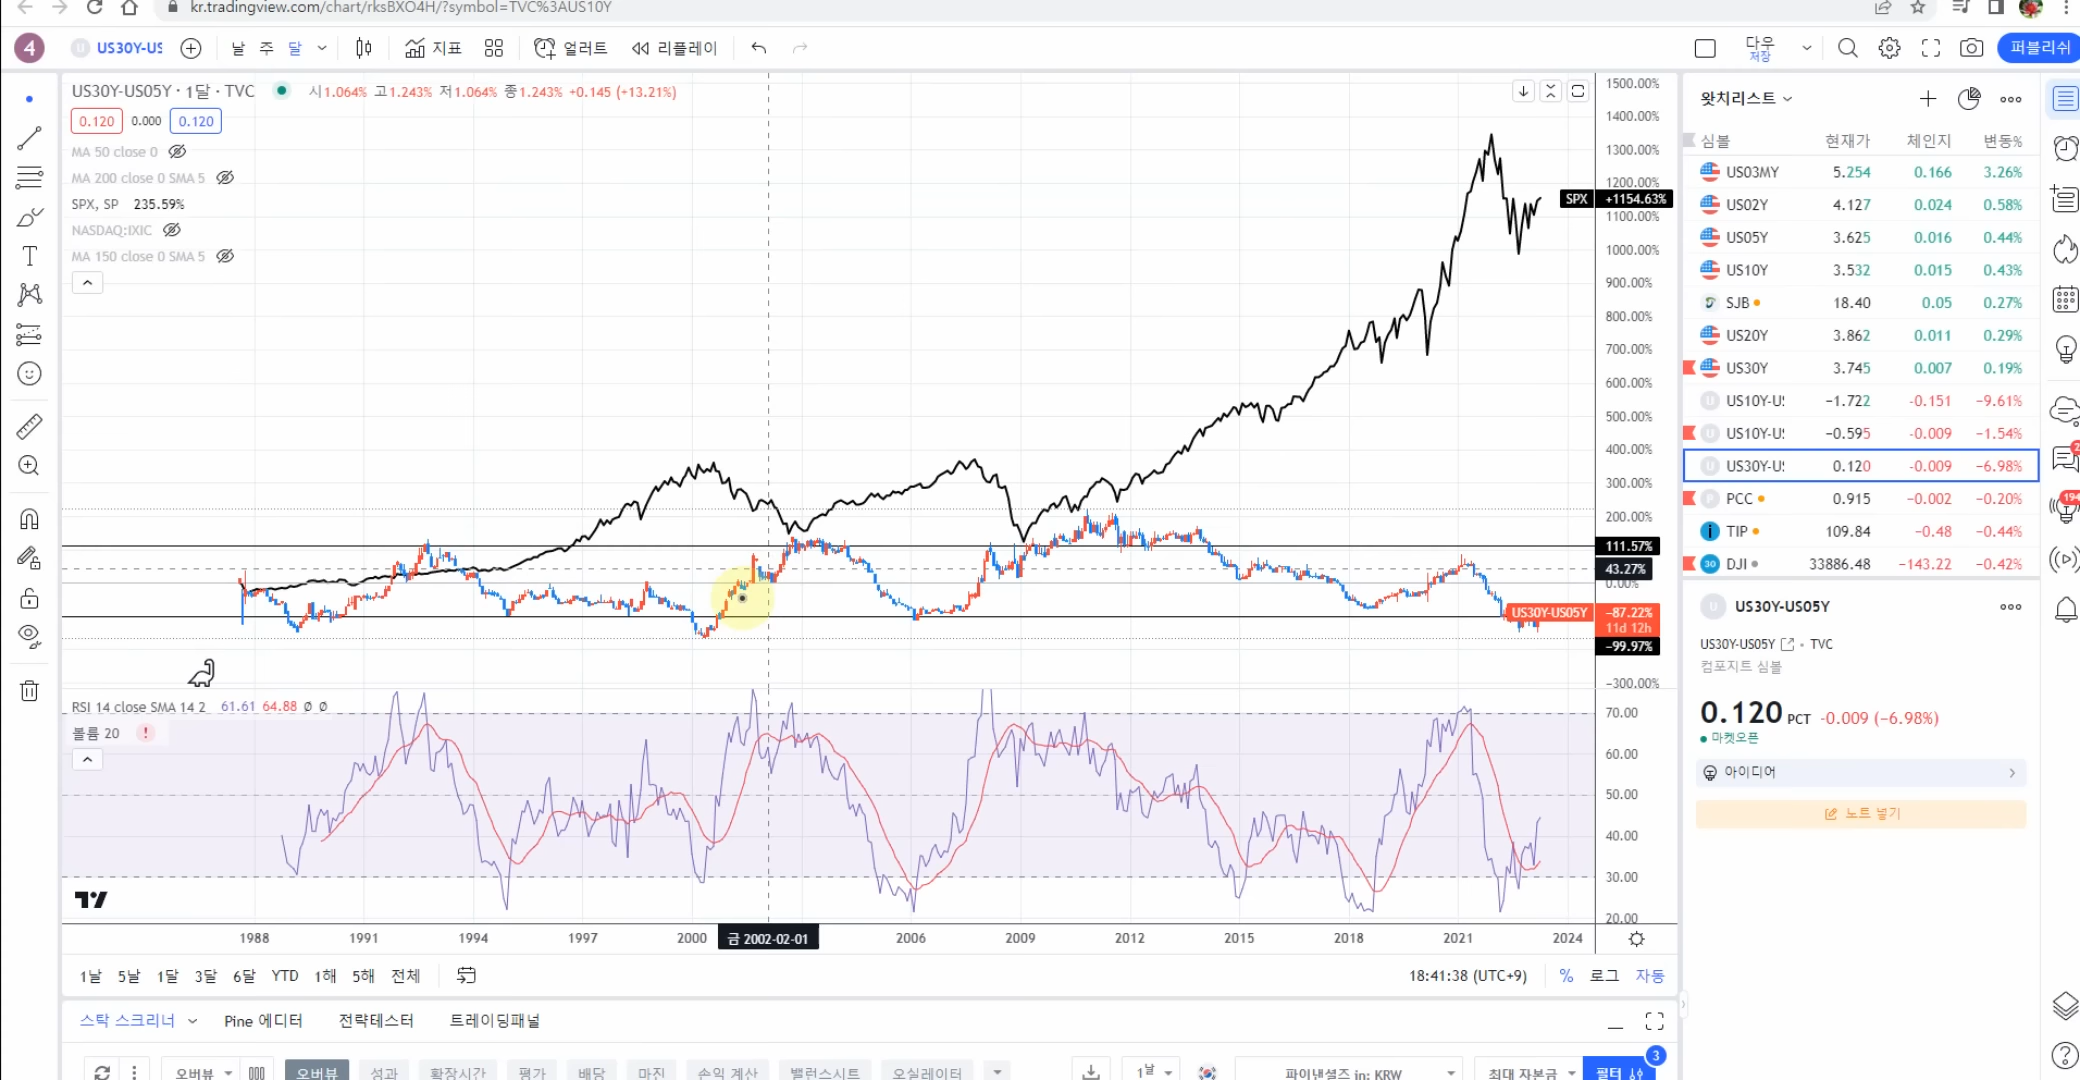 kr.tradingview.com/chart/rksBXO4H/?symbol=TVC%3AUS10Y
4 US30Y-US 날 주 달 지표 얼러트 리플레이 다우 저장 퍼블리쉬
US30Y-US05Y · 1달 · TVC 시1.064% 고1.243% 저1.064% 종1.243% +0.145 (+13.21%)
0.120 0.000 0.120
MA 50 close 0
MA 200 close 0 SMA 5
SPX, SP 235.59%
NASDAQ:IXIC
MA 150 close 0 SMA 5
1500.00%
1400.00%
1300.00%
1200.00%
SPX +1154.63%
1100.00%
1000.00%
900.00%
800.00%
700.00%
600.00%
500.00%
400.00%
300.00%
200.00%
111.57%
43.27%
0.00%
US30Y-US05Y -87.22%
11d 12h
-99.97%
-300.00%
RSI 14 close SMA 14 2 61.61 64.88 Ø Ø
볼륨 20 !
70.00
60.00
50.00
40.00
30.00
20.00
1988 1991 1994 1997 2000 금 2002-02-01 2006 2009 2012 2015 2018 2021 2024
1날 5날 1달 3달 6달 YTD 1해 5해 전체 18:41:38 (UTC+9) % 로그 자동
스탁 스크리너 Pine 에디터 전략테스터 트레이딩패널
오버뷰 오버뷰 성과 확장시간 평가 배당 마진 손익 계산 밸런스시트 오실레이터 1날 파이낸셜즈 in: KRW 최대 자본금 필터 3
왓치리스트
심볼 현재가 체인지 변동%
US03MY 5.254 0.166 3.26%
US02Y 4.127 0.024 0.58%
US05Y 3.625 0.016 0.44%
US10Y 3.532 0.015 0.43%
SJB 18.40 0.05 0.27%
US20Y 3.862 0.011 0.29%
US30Y 3.745 0.007 0.19%
US10Y-US -1.722 -0.151 -9.61%
US10Y-US -0.595 -0.009 -1.54%
US30Y-US 0.120 -0.009 -6.98%
PCC 0.915 -0.002 -0.20%
TIP 109.84 -0.48 -0.44%
30 DJI 33886.48 -143.22 -0.42%
U US30Y-US05Y
US30Y-US05Y · TVC
컴포지트 심볼
0.120 PCT -0.009 (-6.98%)
마켓오픈
아이디어
노트 넣기
194